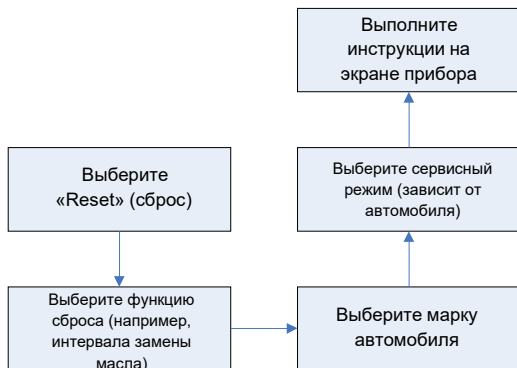 Выберите
«Reset» (сброс)
Выберите функцию
сброса (например,
интервала замены
масла)
Выберите марку
автомобиля
Выберите сервисный
режим (зависит от
автомобиля)
Выполните
инструкции на
экране прибора